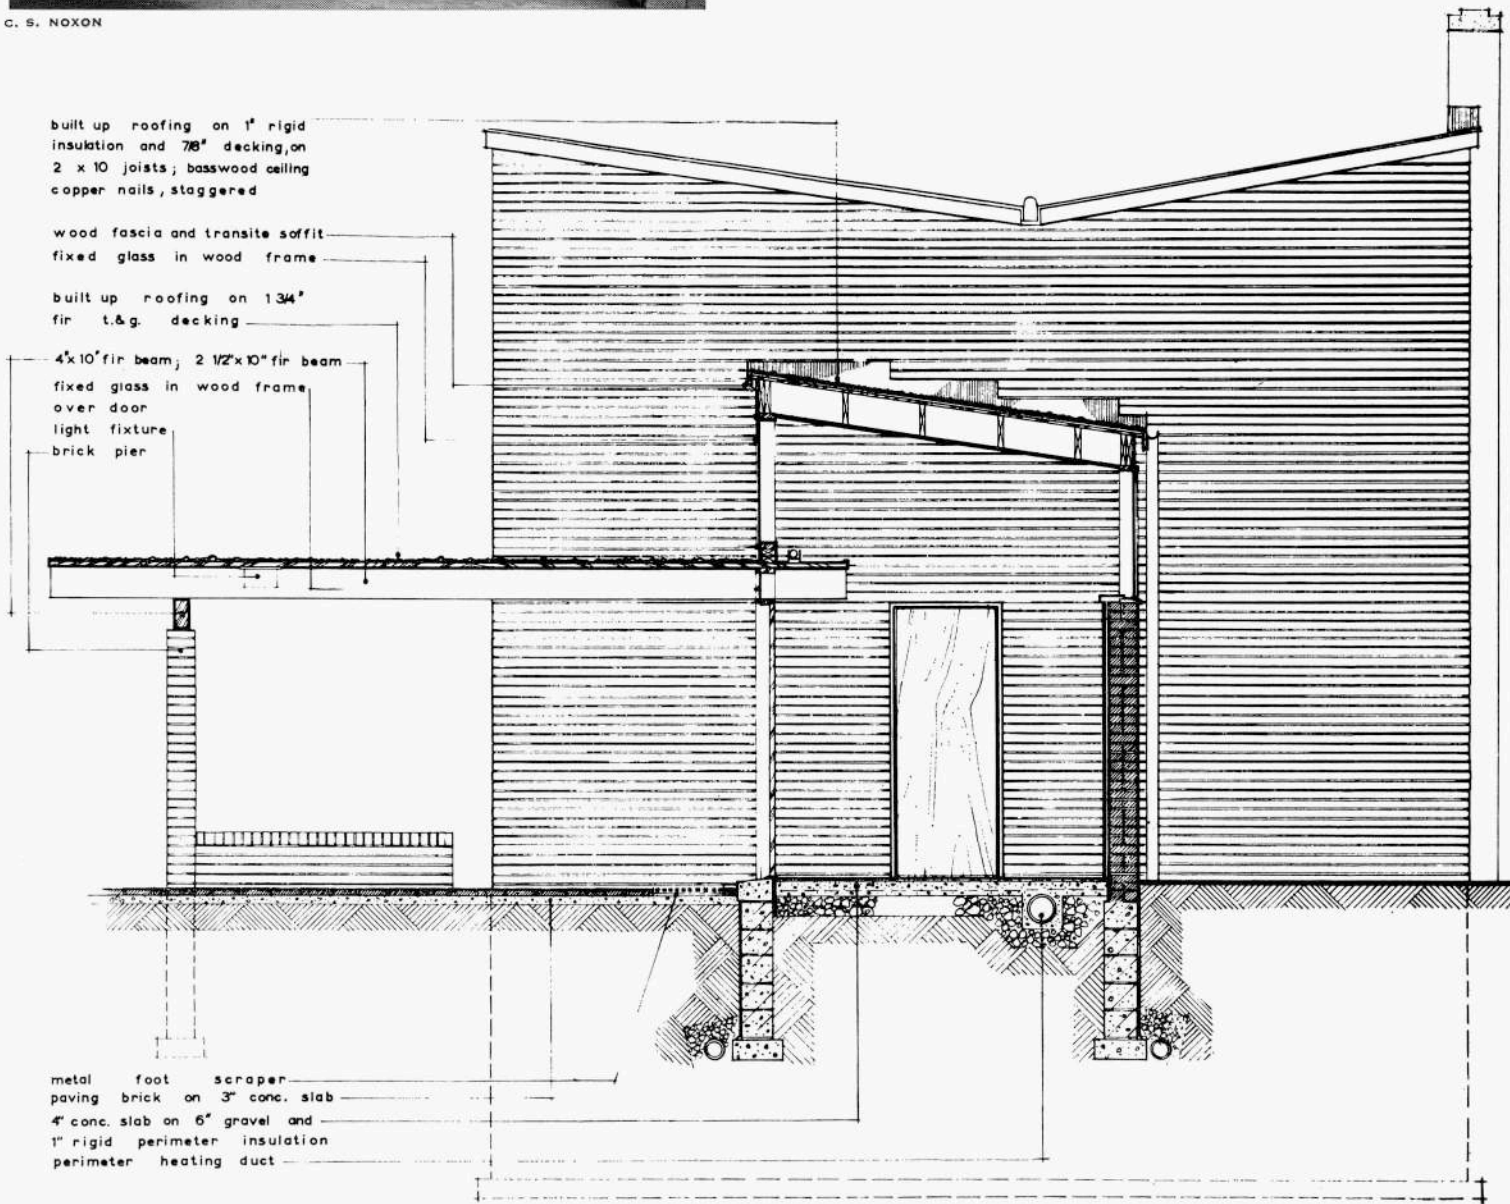 C. S. NOXON
built up roofing on 1" rigid
insulation and 7/8" decking, on
2 x 10 joists; basswood ceiling
copper nails, staggered
wood fascia and transite soffit
fixed glass in wood frame
built up roofing on 1 3/4"
fir t.& g. decking
4"x 10" fir beam; 2 1/2"x 10" fir beam
fixed glass in wood frame
over door
light fixture
brick pier
metal foot scraper
paving brick on 3" conc. slab
4" conc. slab on 6" gravel and
1" rigid perimeter insulation
perimeter heating duct